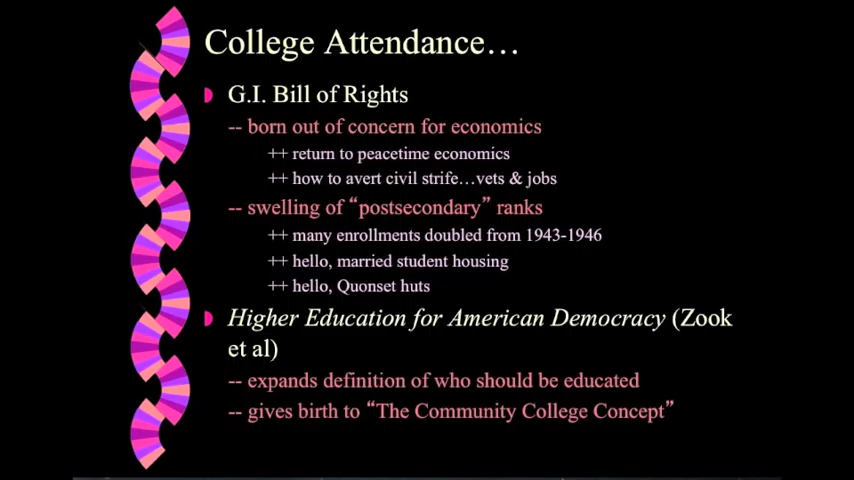 College Attendance…
G.I. Bill of Rights
-- born out of concern for economics
++ return to peacetime economics
++ how to avert civil strife…vets & jobs
-- swelling of “postsecondary” ranks
++ many enrollments doubled from 1943-1946
++ hello, married student housing
++ hello, Quonset huts
Higher Education for American Democracy (Zook
et al)
-- expands definition of who should be educated
-- gives birth to “The Community College Concept”